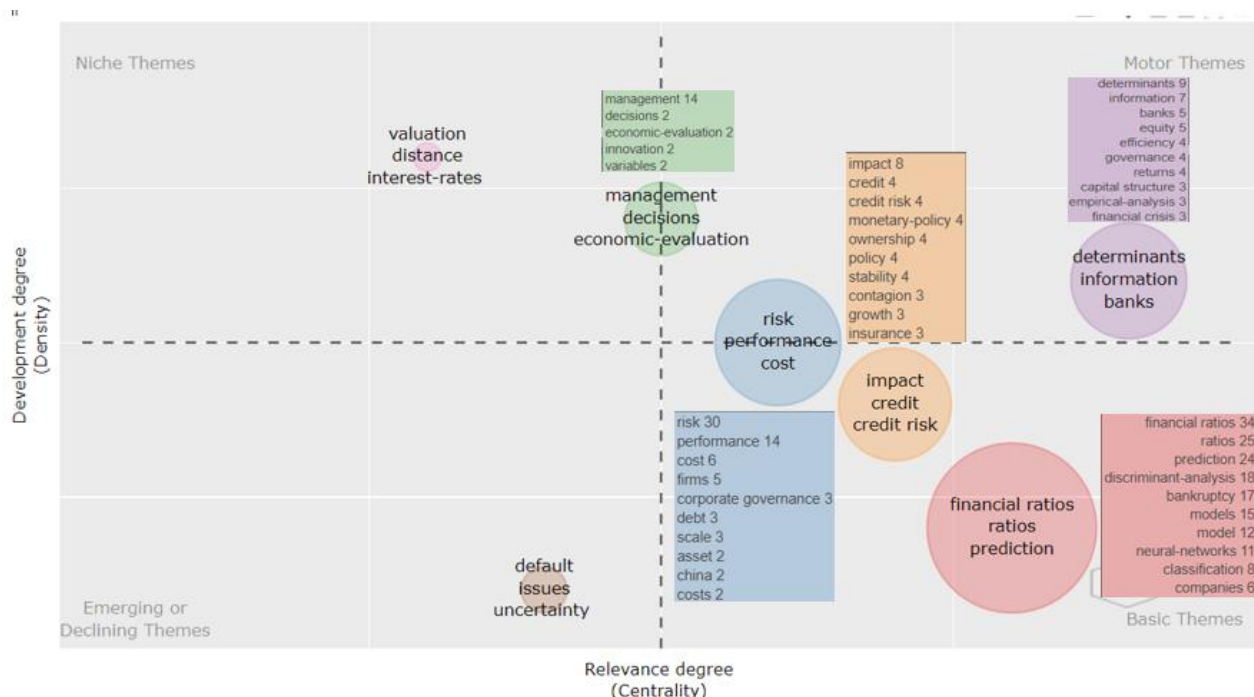 "
Niche Themes
Motor Themes
valuation
distance
interest-rates
management 14
decisions 2
economic-evaluation 2
innovation 2
variables 2
management
decisions
economic-evaluation
impact 8
credit 4
credit risk 4
monetary-policy 4
ownership 4
policy 4
stability 4
contagion 3
growth 3
insurance 3
determinants 9
information 7
banks 5
equity 5
efficiency 4
governance 4
returns 4
capital structure 3
empirical-analysis 3
financial crisis 3
determinants
information
banks
Development degree
(Density)
risk
performance
cost
impact
credit
credit risk
risk 30
performance 14
cost 6
firms 5
corporate governance 3
debt 3
scale 3
asset 2
china 2
costs 2
financial ratios
ratios
prediction
financial ratios 34
ratios 25
prediction 24
discriminant-analysis 18
bankruptcy 17
models 15
model 12
neural-networks 11
classification 8
companies 6
default
issues
uncertainty
Emerging or
Declining Themes
Basic Themes
Relevance degree
(Centrality)